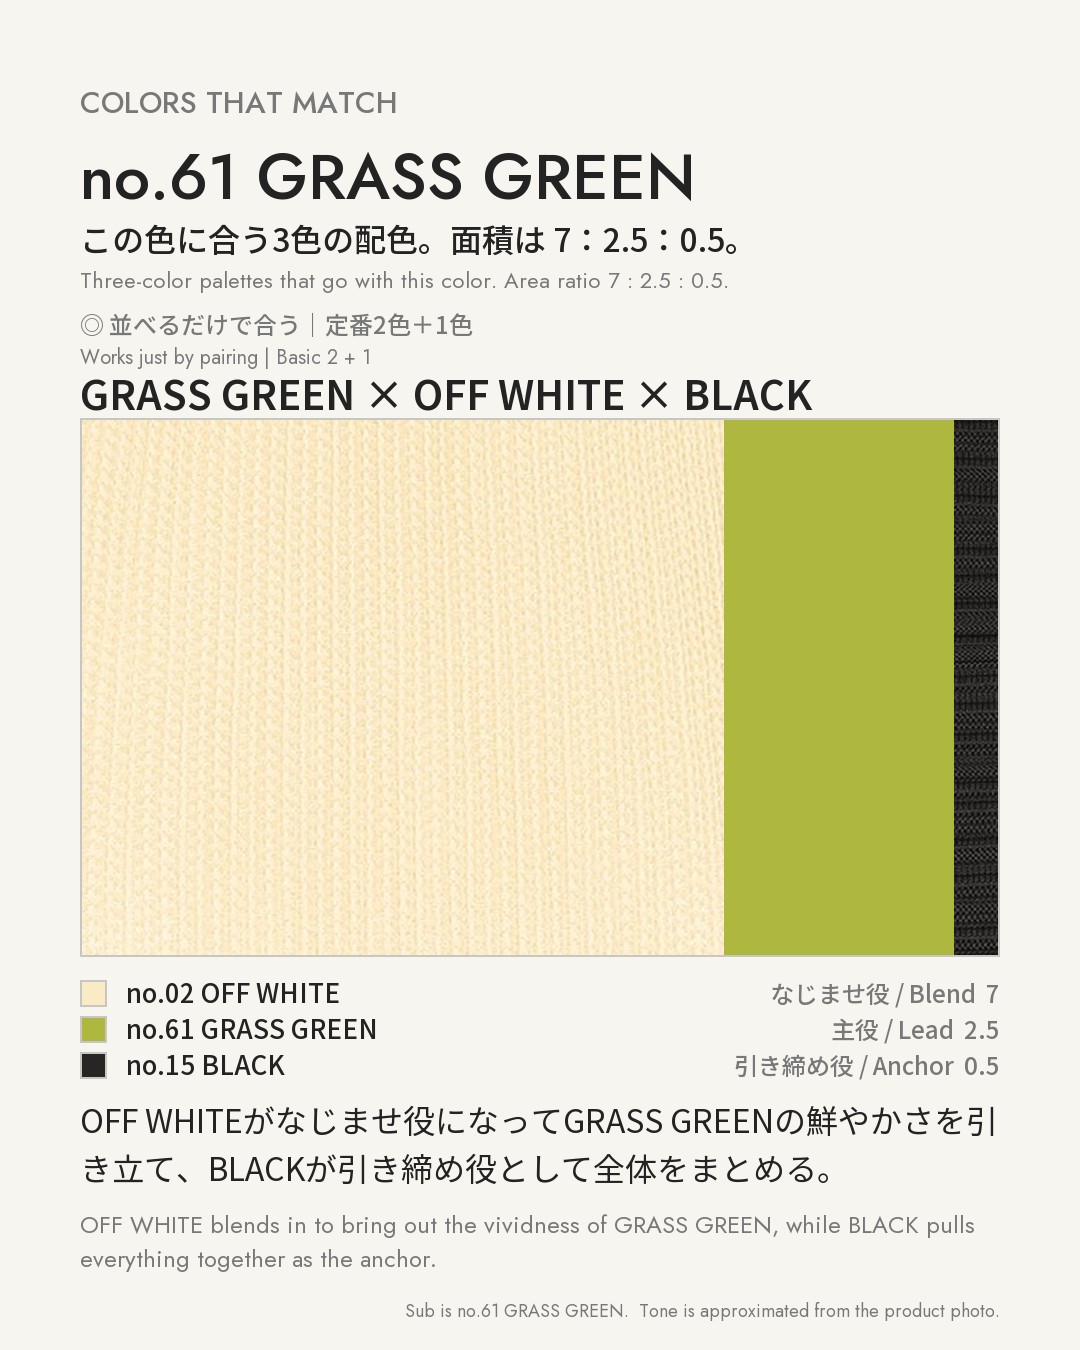 COLORS THAT MATCH
no.61 GRASS GREEN
この色に合う3色の配色。面積は 7：2.5：0.5。
Three-color palettes that go with this color. Area ratio 7 : 2.5 : 0.5.
◎ 並べるだけで合う｜定番2色＋1色
Works just by pairing | Basic 2 + 1
GRASS GREEN × OFF WHITE × BLACK
no.02 OFF WHITE なじませ役 / Blend 7
no.61 GRASS GREEN 主役 / Lead 2.5
no.15 BLACK 引き締め役 / Anchor 0.5
OFF WHITEがなじませ役になってGRASS GREENの鮮やかさを引
き立て、BLACKが引き締め役として全体をまとめる。
OFF WHITE blends in to bring out the vividness of GRASS GREEN, while BLACK pulls
everything together as the anchor.
Sub is no.61 GRASS GREEN. Tone is approximated from the product photo.